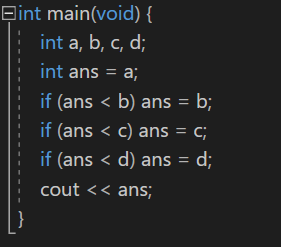 int main(void) {
int a, b, c, d;
int ans = a;
if (ans < b) ans = b;
if (ans < c) ans = c;
if (ans < d) ans = d;
cout << ans;
}